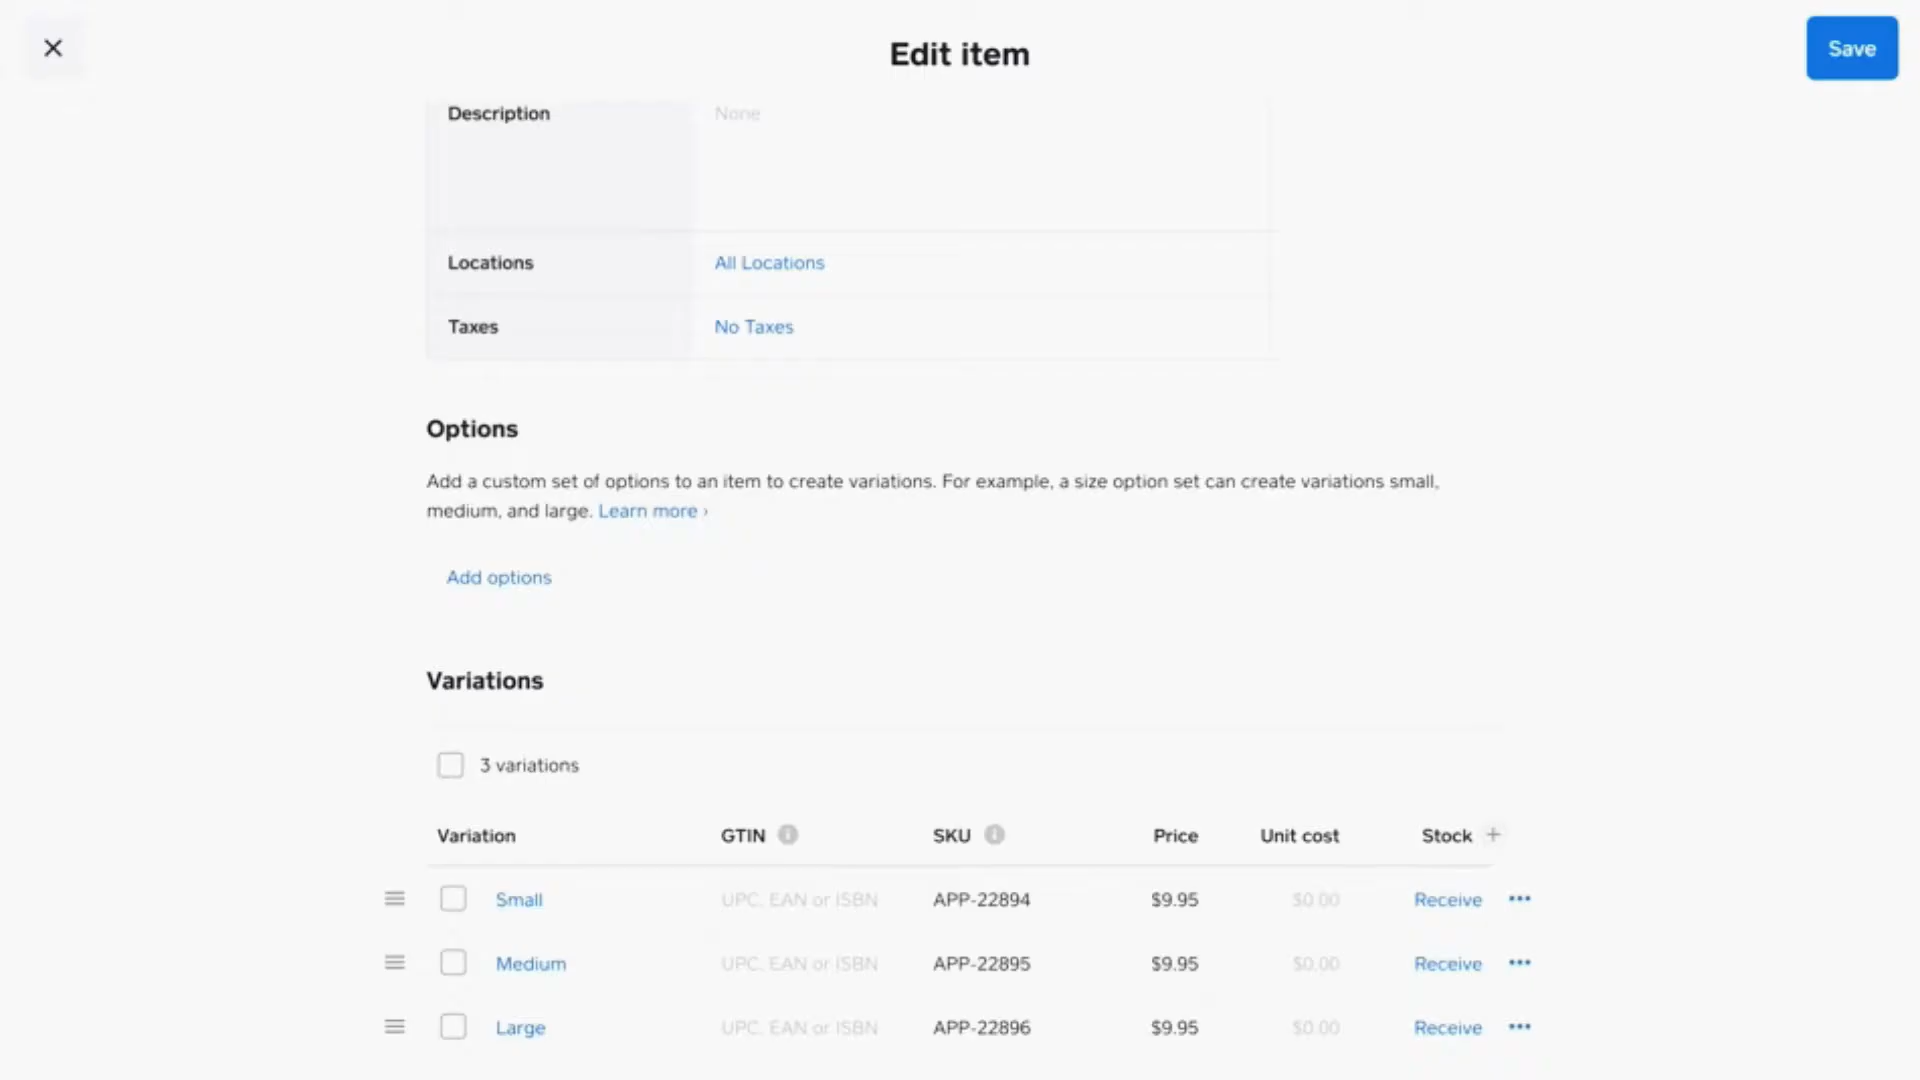 Edit item
Save
Description None
Locations All Locations
Taxes No Taxes
Options
Add a custom set of options to an item to create variations. For example, a size option set can create variations small,
medium, and large. Learn more ›
Add options
Variations
3 variations
Variation GTIN SKU Price Unit cost Stock +
Small UPC, EAN or ISBN APP-22894 $9.95 $0.00 Receive •••
Medium UPC, EAN or ISBN APP-22895 $9.95 $0.00 Receive •••
Large UPC, EAN or ISBN APP-22896 $9.95 $0.00 Receive •••